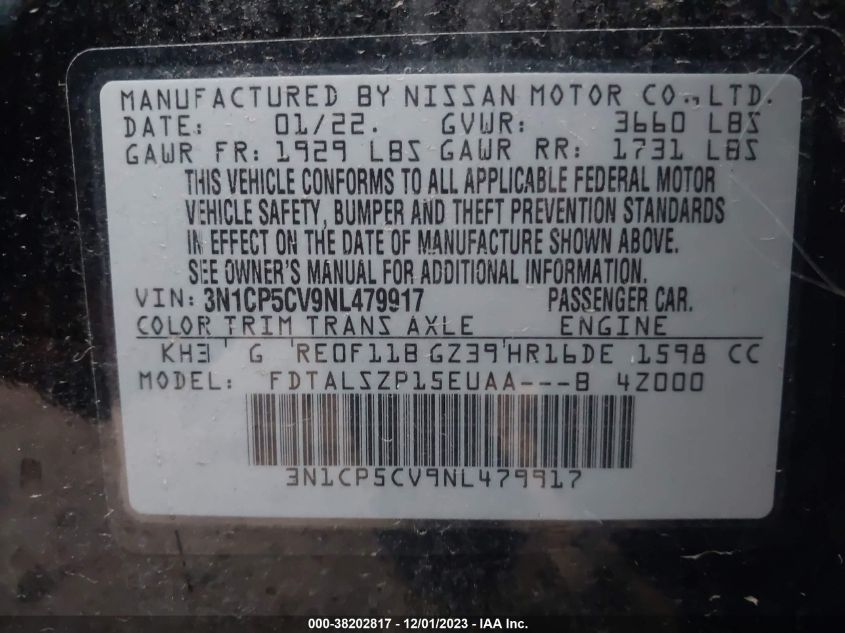 MANUFACTURED BY NISSAN MOTOR CO., LTD.
DATE: 01/22. GVWR: 3660 LBS
GAWR FR: 1929 LBS GAWR RR: 1731 LBS
THIS VEHICLE CONFORMS TO ALL APPLICABLE FEDERAL MOTOR
VEHICLE SAFETY, BUMPER AND THEFT PREVENTION STANDARDS
IN EFFECT ON THE DATE OF MANUFACTURE SHOWN ABOVE.
SEE OWNER'S MANUAL FOR ADDITIONAL INFORMATION.
VIN: 3N1CP5CV9NL479917 PASSENGER CAR.
COLOR TRIM TRANS AXLE ENGINE
KH3 G RE0F11B GZ39 HR16DE 1598 CC
MODEL: FDTALSZP15EUAA---B 4Z000
3N1CP5CV9NL479917
000-38202817 - 12/01/2023 - IAA Inc.